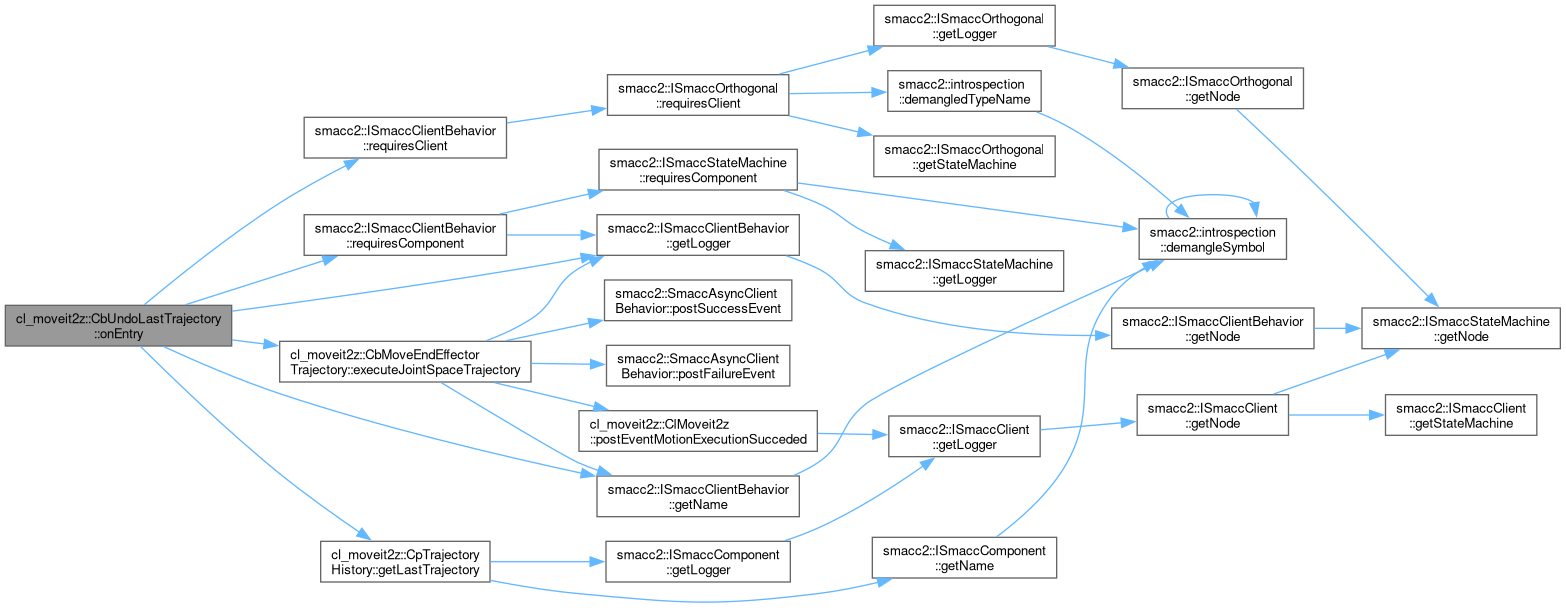 cl_moveit2z::CbUndoLastTrajectory
::onEntry
smacc2::ISmaccClientBehavior
::requiresClient
smacc2::ISmaccClientBehavior
::requiresComponent
cl_moveit2z::CbMoveEndEffector
Trajectory::executeJointSpaceTrajectory
cl_moveit2z::CpTrajectory
History::getLastTrajectory
smacc2::ISmaccOrthogonal
::requiresClient
smacc2::ISmaccStateMachine
::requiresComponent
smacc2::ISmaccClientBehavior
::getLogger
smacc2::SmaccAsyncClient
Behavior::postSuccessEvent
smacc2::SmaccAsyncClient
Behavior::postFailureEvent
cl_moveit2z::ClMoveit2z
::postEventMotionExecutionSucceded
smacc2::ISmaccClientBehavior
::getName
smacc2::ISmaccComponent
::getLogger
smacc2::ISmaccOrthogonal
::getLogger
smacc2::introspection
::demangledTypeName
smacc2::ISmaccOrthogonal
::getStateMachine
smacc2::ISmaccStateMachine
::getLogger
smacc2::ISmaccClient
::getLogger
smacc2::ISmaccComponent
::getName
smacc2::ISmaccOrthogonal
::getNode
smacc2::introspection
::demangleSymbol
smacc2::ISmaccClientBehavior
::getNode
smacc2::ISmaccClient
::getNode
smacc2::ISmaccStateMachine
::getNode
smacc2::ISmaccClient
::getStateMachine